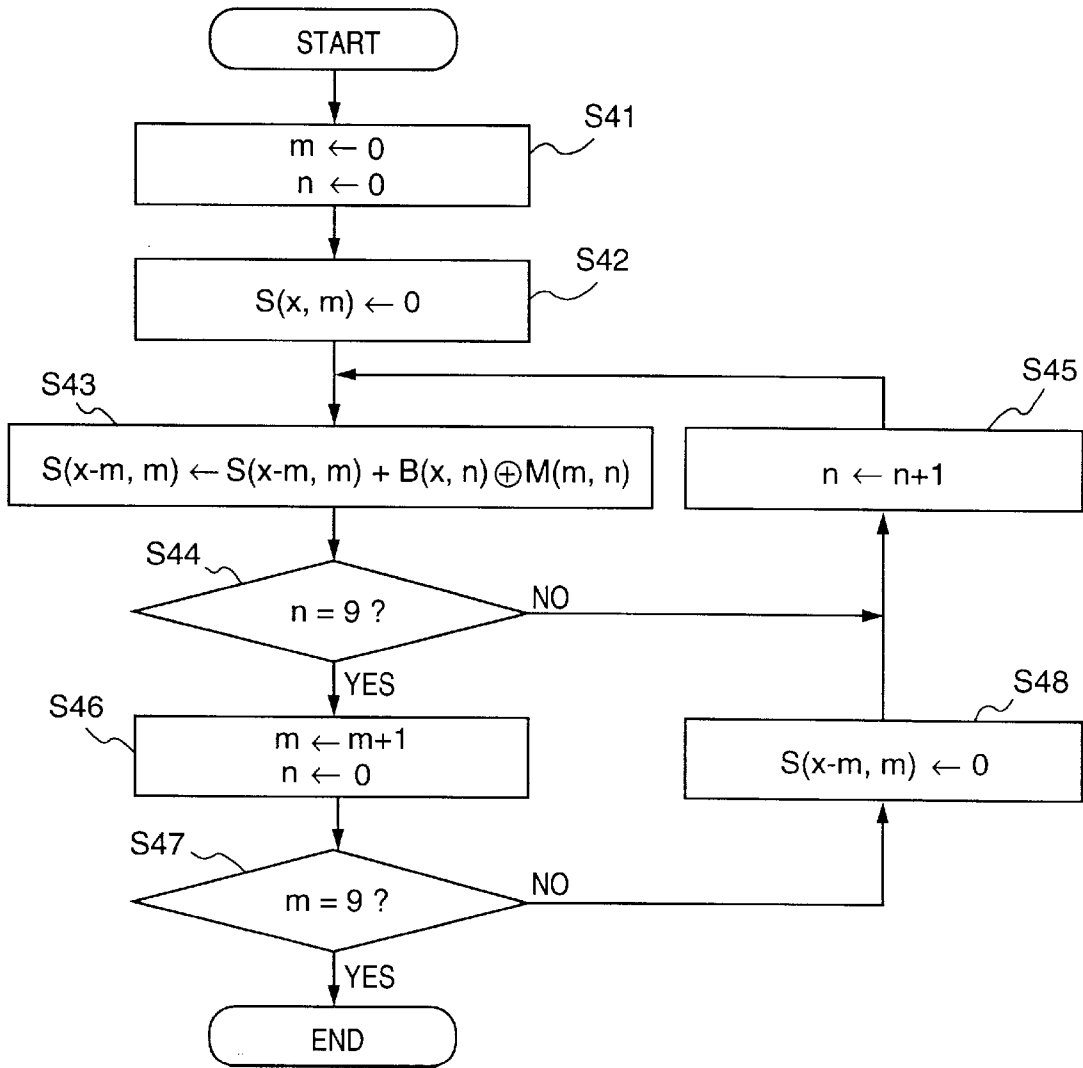 START
S41
m ← 0
n ← 0
S42
S(x, m) ← 0
S43
S(x-m, m) ← S(x-m, m) + B(x, n) ⊕ M(m, n)
S45
n ← n+1
S44
n = 9 ?
NO
YES
S46
m ← m+1
n ← 0
S48
S(x-m, m) ← 0
S47
m = 9 ?
NO
YES
END